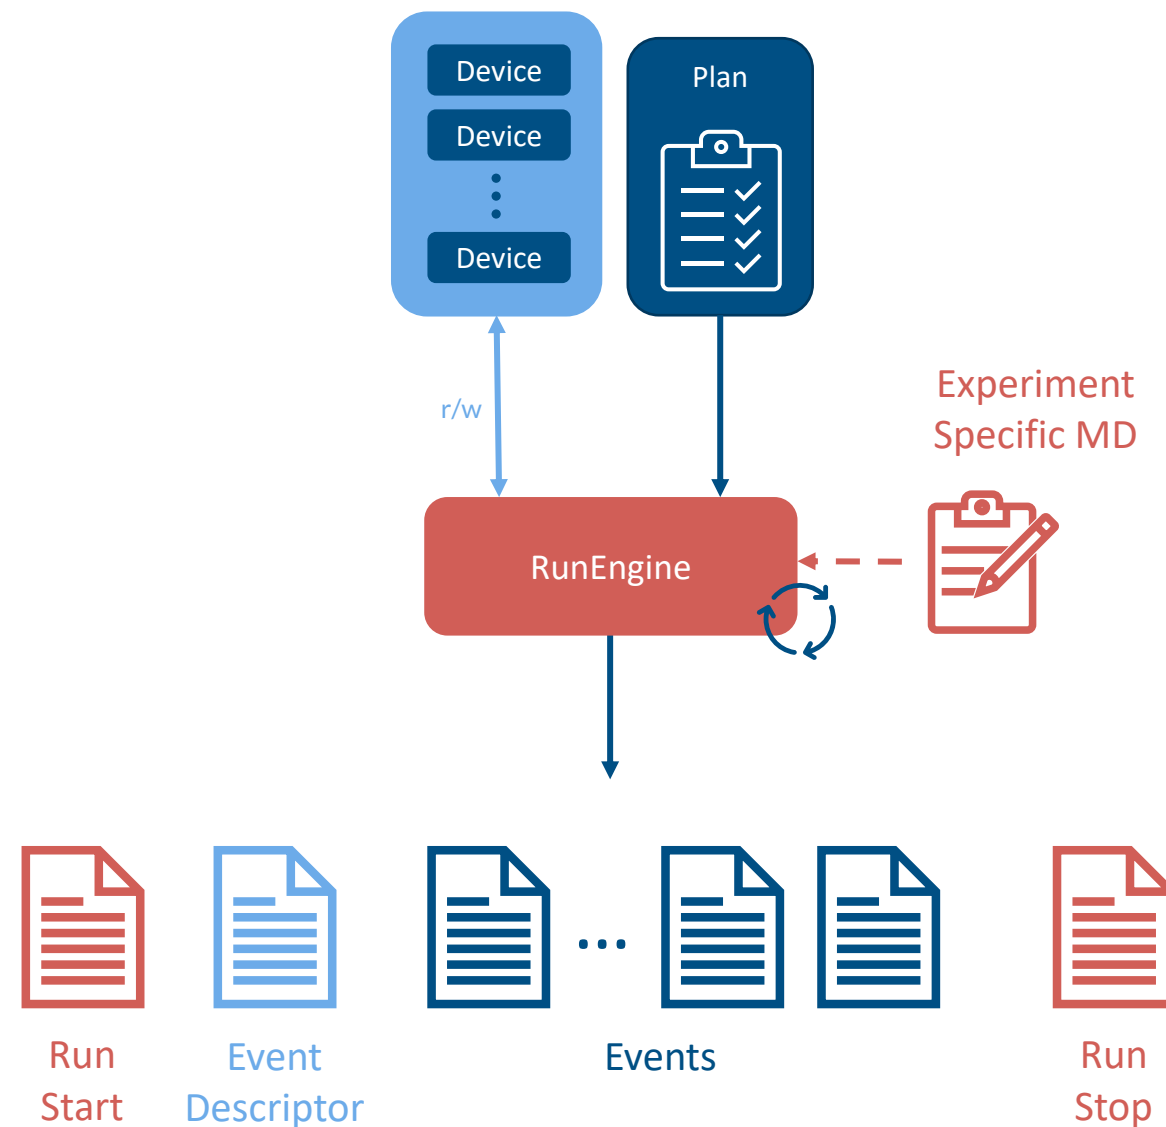 Device
Device
Device
Plan
r/w
Experiment
Specific MD
RunEngine
...
Run
Start
Event
Descriptor
Events
Run
Stop